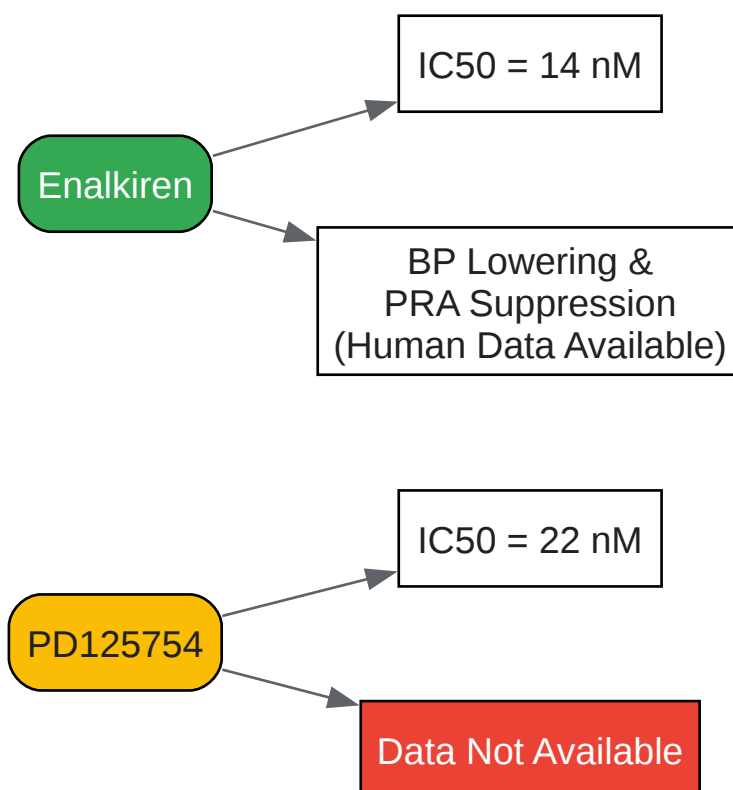 IC50 = 14 nM
Enalkiren
BP Lowering &
PRA Suppression
(Human Data Available)
IC50 = 22 nM
PD125754
Data Not Available